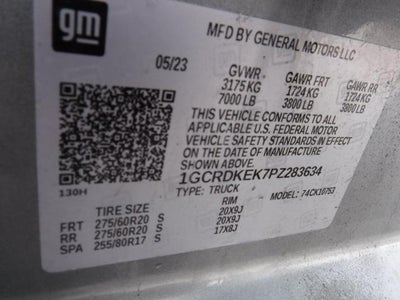 gm
MFD BY GENERAL MOTORS LLC
05/23 GVWR GAWR FRT GAWR RR
3175 KG 1724 KG 1724 KG
7000 LB 3800 LB 3800 LB
THIS VEHICLE CONFORMS TO ALL
APPLICABLE U.S. FEDERAL MOTOR
VEHICLE SAFETY STANDARDS IN
EFFECT ON THE DATE OF MANUFACTURE
SHOWN ABOVE.
1GCRDKEK7PZ283634
130H TYPE: TRUCK 74CK10753
TIRE SIZE RIM
FRT 275/60R20 S 20X9J
RR 275/60R20 S 20X9J
SPA 255/80R17 S 17X8J